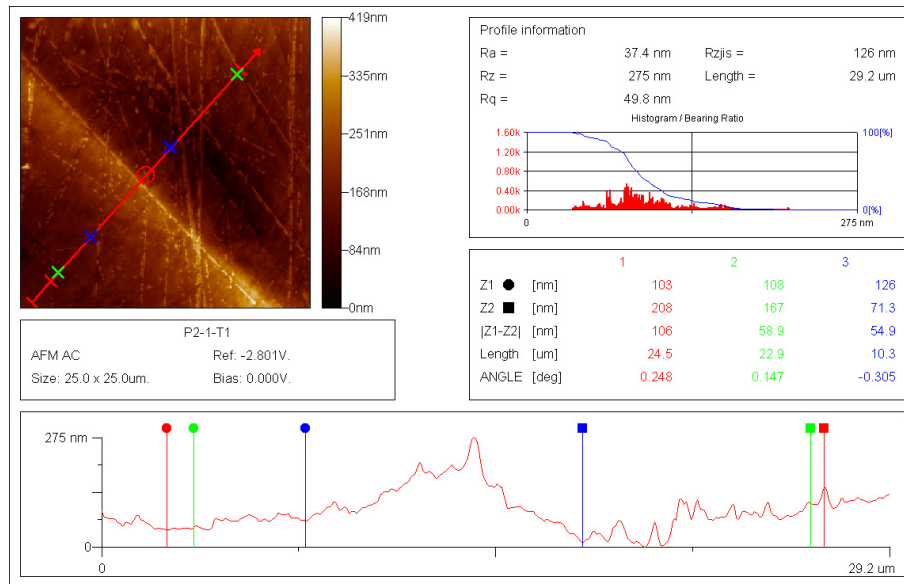 419nm
335nm
251nm
168nm
84nm
0nm
P2-1-T1
AFM AC Ref: -2.801V.
Size: 25.0 x 25.0um. Bias: 0.000V.
Profile information
Ra = 37.4 nm Rzjis = 126 nm
Rz = 275 nm Length = 29.2 um
Rq = 49.8 nm
Histogram / Bearing Ratio
1.60k 100[%]
1.20k
0.80k
0.40k
0.00k 0[%]
0 275 nm
1 2 3
Z1 [nm] 103 108 126
Z2 [nm] 208 167 71.3
|Z1-Z2| [nm] 106 58.9 54.9
Length [um] 24.5 22.9 10.3
ANGLE [deg] 0.248 0.147 -0.305
275 nm
0
0 29.2 um